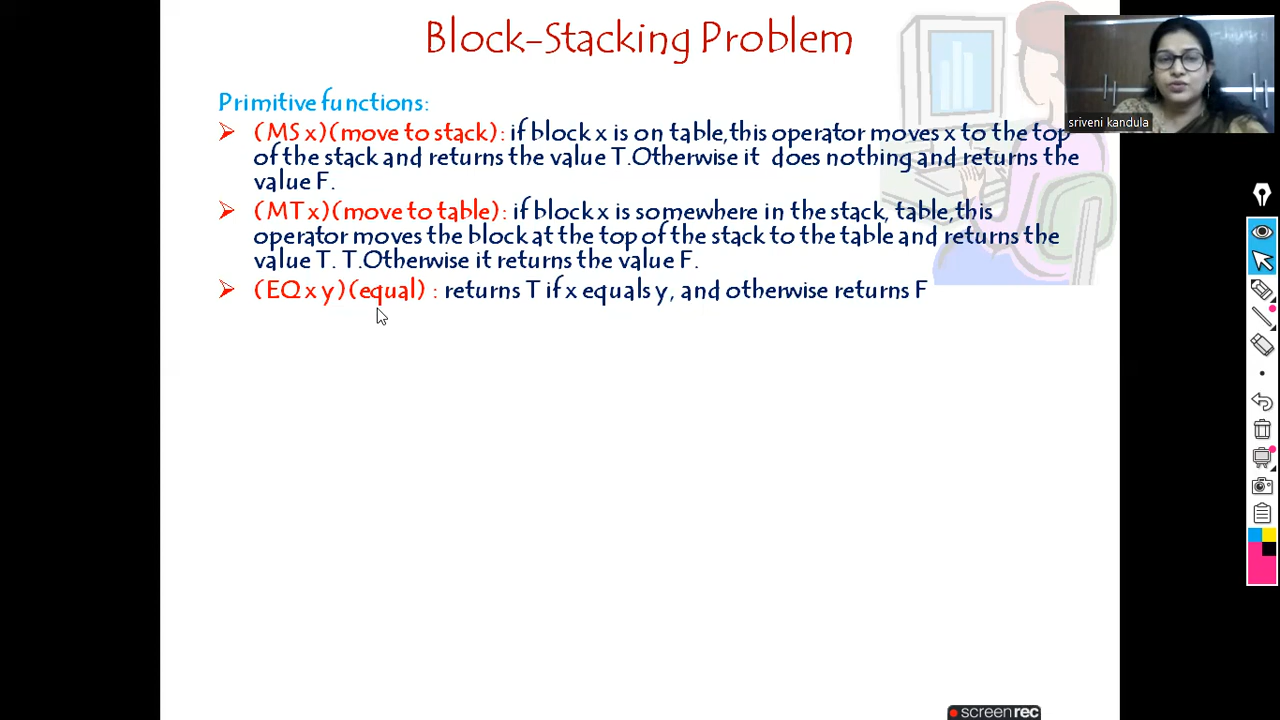 Block-Stacking Problem
Primitive functions:
(MS x)(move to stack): if block x is on table,this operator moves x to the top
of the stack and returns the value T.Otherwise it does nothing and returns the
value F.
(MT x)(move to table): if block x is somewhere in the stack, table,this
operator moves the block at the top of the stack to the table and returns the
value T. T.Otherwise it returns the value F.
(EQ x y)(equal) : returns T if x equals y, and otherwise returns F
sriveni kandula
screenrec